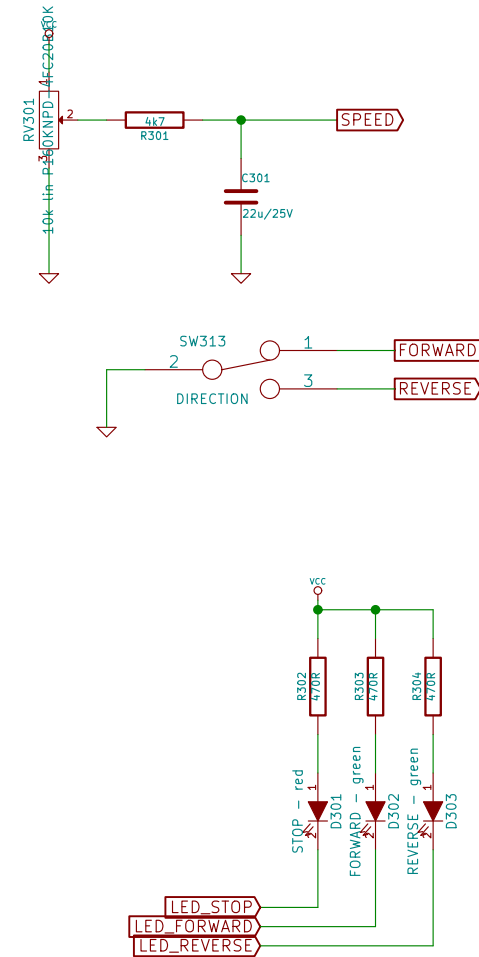 VCC
10k lin P160KNPD-4FC20B10K
RV301
4
2
3
4k7
R301
SPEED
C301
22u/25V
SW313
2
1
3
FORWARD
REVERSE
DIRECTION
VCC
R302
470R
R303
470R
R304
470R
STOP - red
1
2
D301
FORWARD - green
1
2
D302
REVERSE - green
1
2
D303
LED_STOP
LED_FORWARD
LED_REVERSE